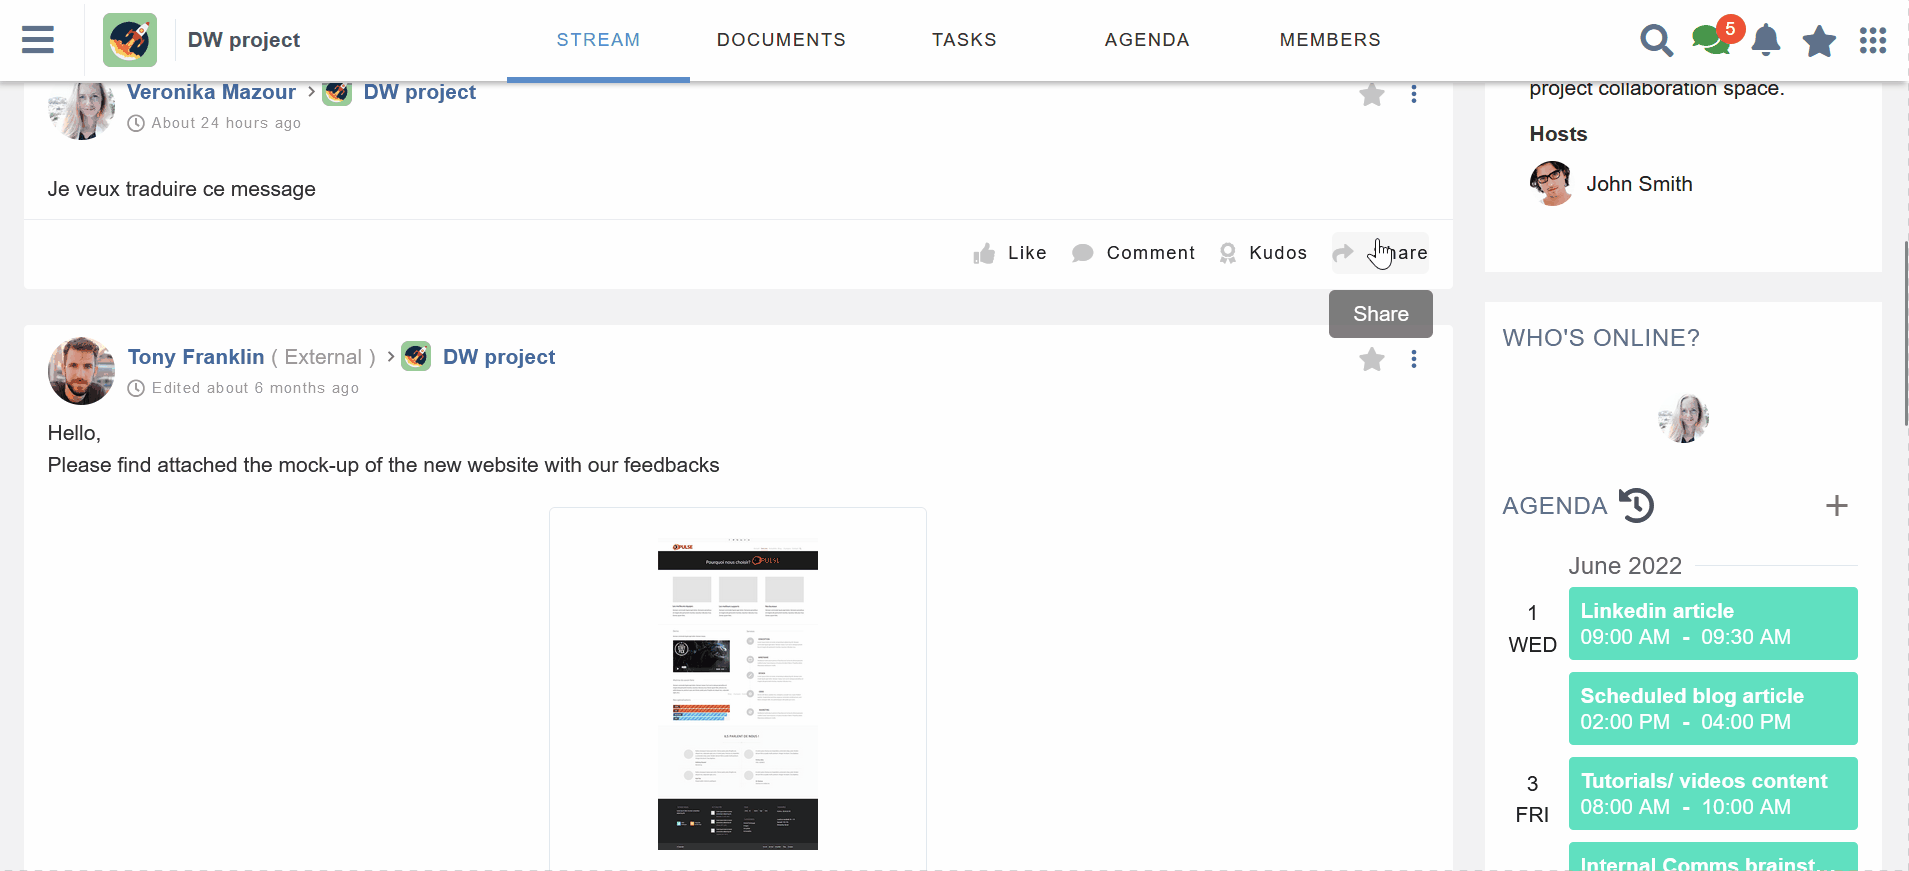 DW project
STREAM
DOCUMENTS
TASKS
AGENDA
MEMBERS
5
Veronika Mazour
DW project
About 24 hours ago
Je veux traduire ce message
Like
Comment
Kudos
Share
Tony Franklin ( External )
DW project
Edited about 6 months ago
Hello,
Please find attached the mock-up of the new website with our feedbacks
Pourquoi nous choisir?
project collaboration space.
Hosts
John Smith
WHO'S ONLINE?
AGENDA
June 2022
1
WED
Linkedin article
09:00 AM - 09:30 AM
Scheduled blog article
02:00 PM - 04:00 PM
3
FRI
Tutorials/ videos content
08:00 AM - 10:00 AM
Internal Comms brainst...